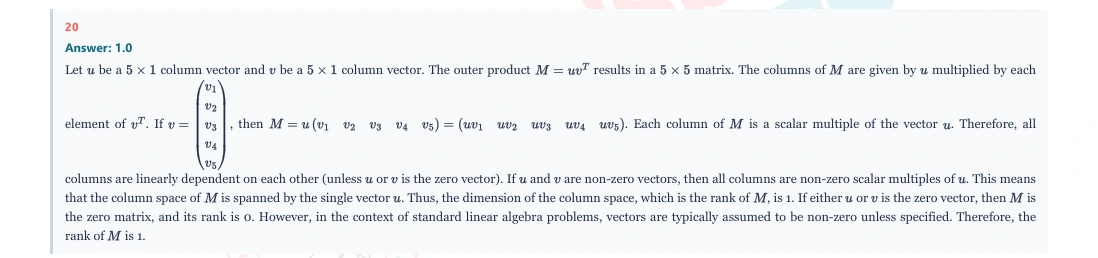 20
Answer: 1.0
Let u be a 5 × 1 column vector and v be a 5 × 1 column vector. The outer product M = uvᵀ results in a 5 × 5 matrix. The columns of M are given by u multiplied by each
element of vᵀ. If v = (v₁ v₂ v₃ v₄ v₅), then M = u (v₁ v₂ v₃ v₄ v₅) = (uv₁ uv₂ uv₃ uv₄ uv₅). Each column of M is a scalar multiple of the vector u. Therefore, all
columns are linearly dependent on each other (unless u or v is the zero vector). If u and v are non-zero vectors, then all columns are non-zero scalar multiples of u. This means
that the column space of M is spanned by the single vector u. Thus, the dimension of the column space, which is the rank of M, is 1. If either u or v is the zero vector, then M is
the zero matrix, and its rank is 0. However, in the context of standard linear algebra problems, vectors are typically assumed to be non-zero unless specified. Therefore, the
rank of M is 1.